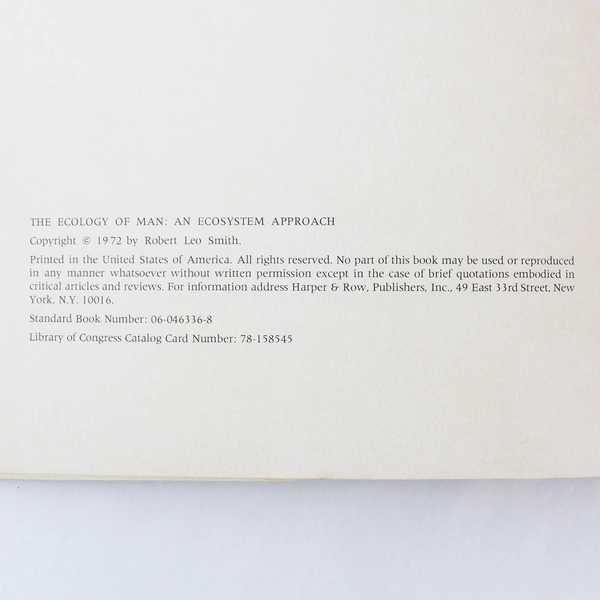 THE ECOLOGY OF MAN: AN ECOSYSTEM APPROACH
Copyright © 1972 by Robert Leo Smith.
Printed in the United States of America. All rights reserved. No part of this book may be used or reproduced
in any manner whatsoever without written permission except in the case of brief quotations embodied in
critical articles and reviews. For information address Harper & Row, Publishers, Inc., 49 East 33rd Street, New
York, N.Y. 10016.
Standard Book Number: 06-046336-8
Library of Congress Catalog Card Number: 78-158545